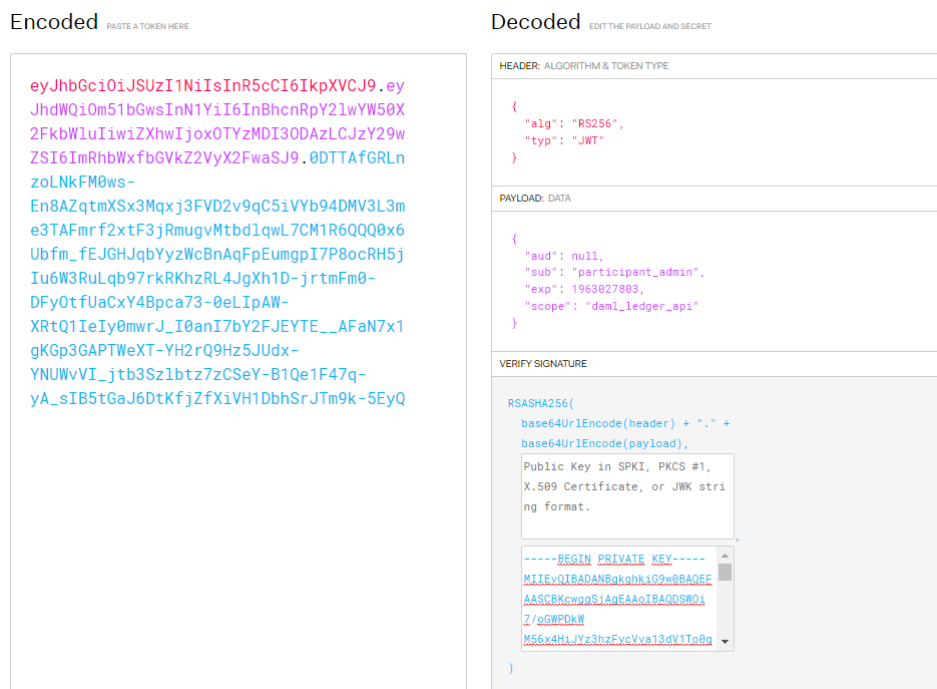 Encoded PASTE A TOKEN HERE
eyJhbGciOiJSUzI1NiIsInR5cCI6IkpXVCJ9.ey
JhdWQiOm51bGwsInN1YiI6InBhcnRpY2lwYW50X
2FkbWluIiwiZXhwIjoxOTYzMDI3ODAzLCJzY29w
ZSI6ImRhbWxfbGVkZ2VyX2FwaSJ9.0DTTAfGRLn
zoLNkFM0ws-
En8AZqtmXSx3Mqxj3FVD2v9qC5iVYb94DMV3L3m
e3TAFmrf2xtF3jRmugvMtbdlqwL7CM1R6QQQ0x6
Ubfm_fEJGHJqbYyzWcBnAqFpEumgpI7P8ocRH5j
Iu6W3RuLqb97rkRKhzRL4JgXh1D-jrtmFm0-
DFyOtfUaCxY4Bpca73-0eLIpAW-
XRtQ1IeIy0mwrJ_I0anI7bY2FJEYTE__AFaN7x1
gKGp3GAPTWeXT-YH2rQ9Hz5JUdx-
YNUWvVI_jtb3Szlbtz7zCSeY-B1Qe1F47q-
yA_sIB5tGaJ6DtKfjZfXiVH1DbhSrJTm9k-5EyQ
Decoded EDIT THE PAYLOAD AND SECRET
HEADER: ALGORITHM & TOKEN TYPE
{
"alg": "RS256",
"typ": "JWT"
}
PAYLOAD: DATA
{
"aud": null,
"sub": "participant_admin",
"exp": 1963027803,
"scope": "daml_ledger_api"
}
VERIFY SIGNATURE
RSASHA256(
base64UrlEncode(header) + "." +
base64UrlEncode(payload),
Public Key in SPKI, PKCS #1,
X.509 Certificate, or JWK stri
ng format.
,
-----BEGIN PRIVATE KEY-----
MIIEvQIBADANBgkqhkiG9w0BAQEF
AASCBKcwggSjAgEAAoIBAQDSWOi
7/oGWPDkW
M56x4HiJYz3hzFycVva13dV1To0g
)